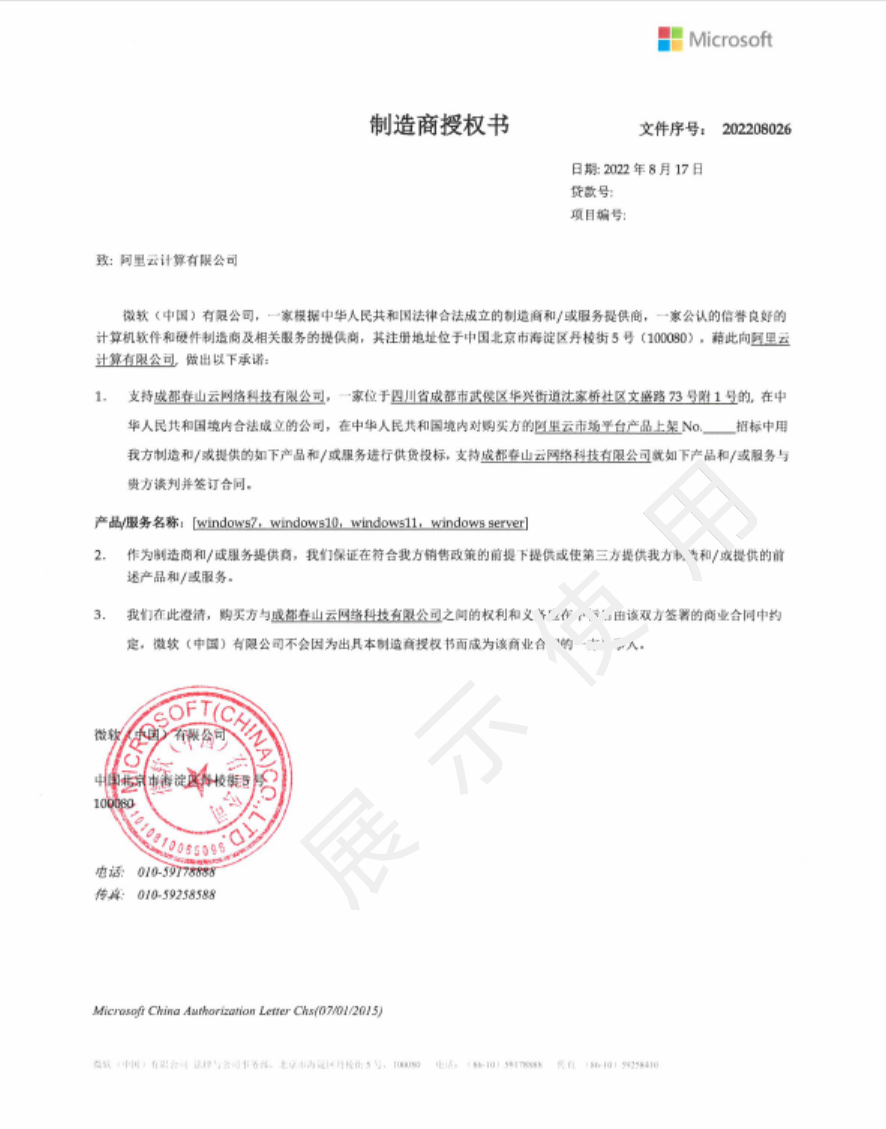 Microsoft
制造商授权书
文件序号： 202208026
日期: 2022 年 8 月 17 日
贷款号:
项目编号:
致: 阿里云计算有限公司
微软（中国）有限公司，一家根据中华人民共和国法律合法成立的制造商和/或服务提供商，一家公认的信誉良好的
计算机软件和硬件制造商及相关服务的提供商，其注册地址位于中国北京市海淀区丹棱街 5 号（100080）。藉此向阿里云
计算有限公司, 做出以下承诺:
1. 支持成都春山云网络科技有限公司，一家位于四川省成都市武侯区华兴街道沈家桥社区文盛路 73 号附 1 号的, 在中
华人民共和国境内合法成立的公司，在中华人民共和国境内对购买方的阿里云市场平台产品上架 No.____ 招标中用
我方制造和/或提供的如下产品和/或服务进行供货投标，支持成都春山云网络科技有限公司就如下产品和/或服务与
贵方谈判并签订合同。
产品/服务名称：[windows7，windows10，windows11，windows server]
2. 作为制造商和/或服务提供商，我们保证在符合我方销售政策的前提下提供或使第三方提供我方制造和/或提供的前
述产品和/或服务。
3. 我们在此澄清，购买方与成都春山云网络科技有限公司之间的权利和义务应在由该双方签署的商业合同中约
定，微软（中国）有限公司不会因为出具本制造商授权书而成为该商业合同的一方当事人。
展示使用
微软（中国）有限公司
中国北京市海淀区丹棱街 5 号
100080
MICROSOFT(CHINA)CO.,LTD.
微软（中国）有限公司
电话: 010-59178888
传真: 010-59258588
Microsoft China Authorization Letter Chs(07/01/2015)
微软（中国）有限公司 法律与公司事务部，北京市海淀区丹棱街 5 号，100080 电话：（86-10）59178888 传真（86-10）59258410